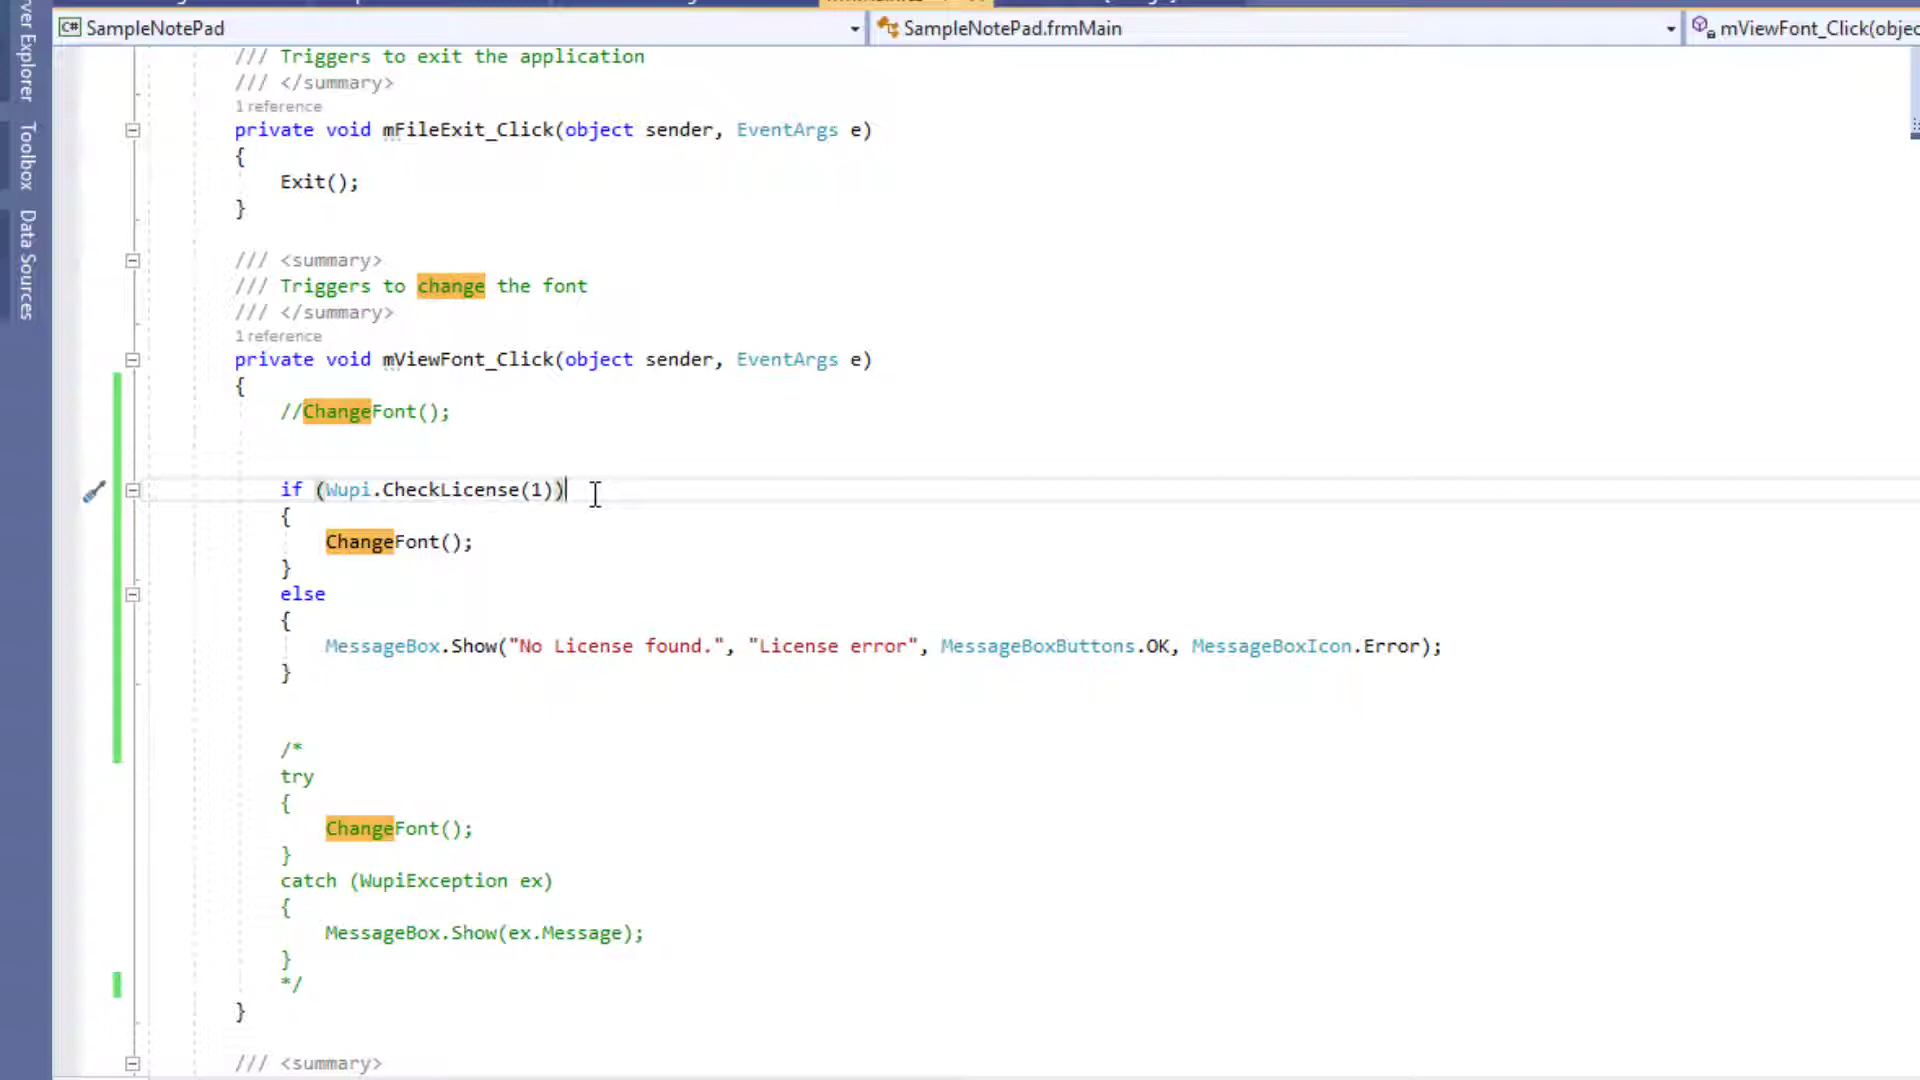 SampleNotePad
SampleNotePad.frmMain
mViewFont_Click(objec
Explorer
Toolbox
Data Sources
/// Triggers to exit the application
/// </summary>
1 reference
private void mFileExit_Click(object sender, EventArgs e)
{
Exit();
}
/// <summary>
/// Triggers to change the font
/// </summary>
1 reference
private void mViewFont_Click(object sender, EventArgs e)
{
//ChangeFont();
if (Wupi.CheckLicense(1))
{
ChangeFont();
}
else
{
MessageBox.Show("No License found.", "License error", MessageBoxButtons.OK, MessageBoxIcon.Error);
}
/*
try
{
ChangeFont();
}
catch (WupiException ex)
{
MessageBox.Show(ex.Message);
}
*/
}
/// <summary>